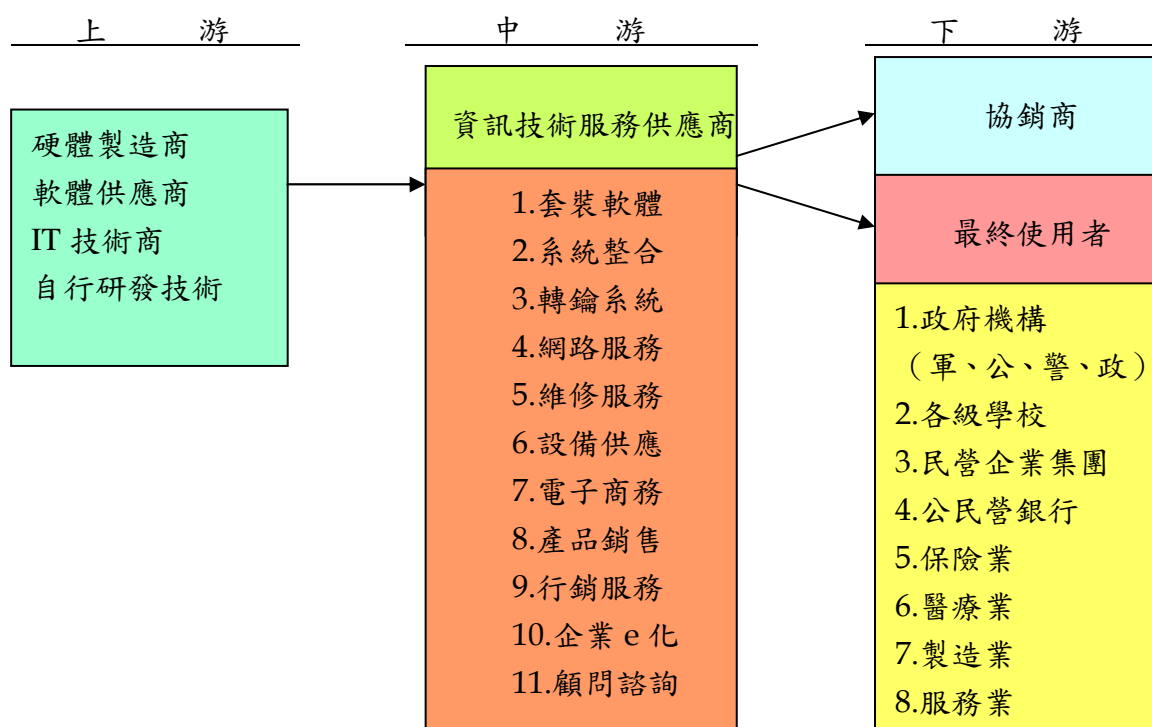 上 游
中 游
下 游
硬體製造商
軟體供應商
IT 技術商
自行研發技術
資訊技術服務供應商
1.套裝軟體
2.系統整合
3.轉鑰系統
4.網路服務
5.維修服務
6.設備供應
7.電子商務
8.產品銷售
9.行銷服務
10.企業 e 化
11.顧問諮詢
協銷商
最終使用者
1.政府機構
（軍、公、警、政）
2.各級學校
3.民營企業集團
4.公民營銀行
5.保險業
6.醫療業
7.製造業
8.服務業